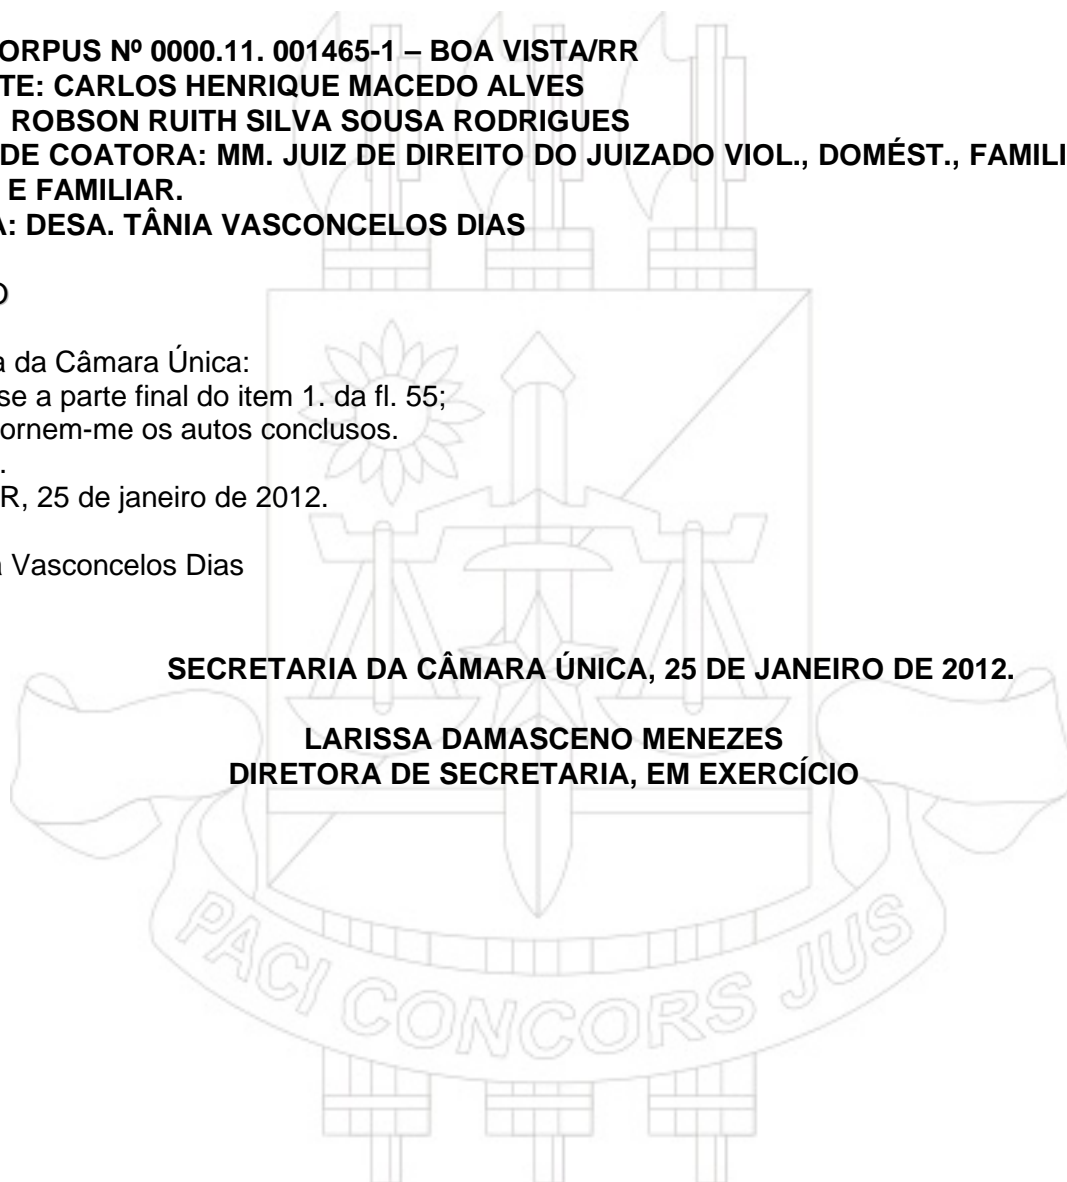 ORPUS Nº 0000.11. 001465-1 – BOA VISTA/RR
TE: CARLOS HENRIQUE MACEDO ALVES
ROBSON RUITH SILVA SOUSA RODRIGUES
DE COATORA: MM. JUIZ DE DIREITO DO JUIZADO VIOL., DOMÉST., FAMILI
E FAMILIAR.
A: DESA. TÂNIA VASCONCELOS DIAS
O
a da Câmara Única:
se a parte final do item 1. da fl. 55;
ornem-me os autos conclusos.
.
R, 25 de janeiro de 2012.
a Vasconcelos Dias
SECRETARIA DA CÂMARA ÚNICA, 25 DE JANEIRO DE 2012.
LARISSA DAMASCENO MENEZES
DIRETORA DE SECRETARIA, EM EXERCÍCIO
PACI CONCORS JUS